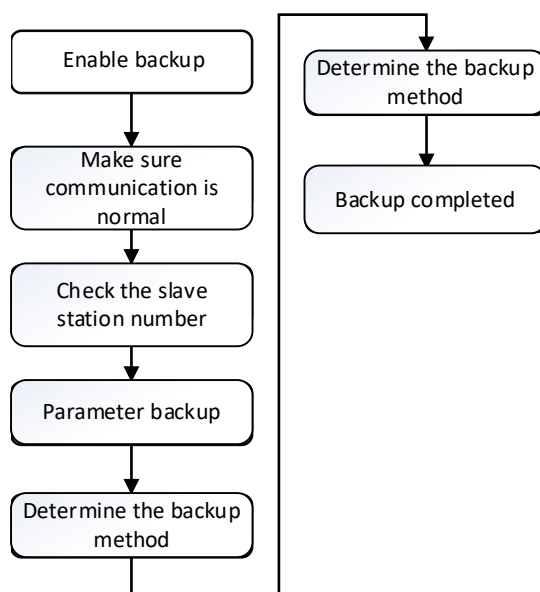 Enable backup
Make sure
communication is
normal
Check the slave
station number
Parameter backup
Determine the backup
method
Determine the backup
method
Backup completed